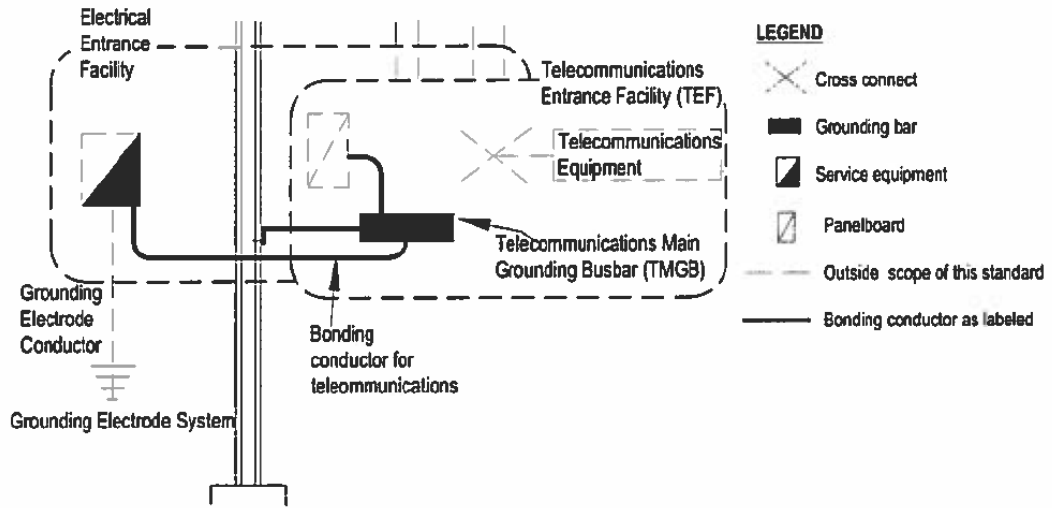 Electrical
Entrance
Facility
Telecommunications
Entrance Facility (TEF)
Telecommunications
Equipment
Telecommunications Main
Grounding Busbar (TMGB)
Grounding
Electrode
Conductor
Bonding
conductor for
teleommunications
Grounding Electrode System
LEGEND
Cross connect
Grounding bar
Service equipment
Panelboard
Outside scope of this standard
Bonding conductor as labeled